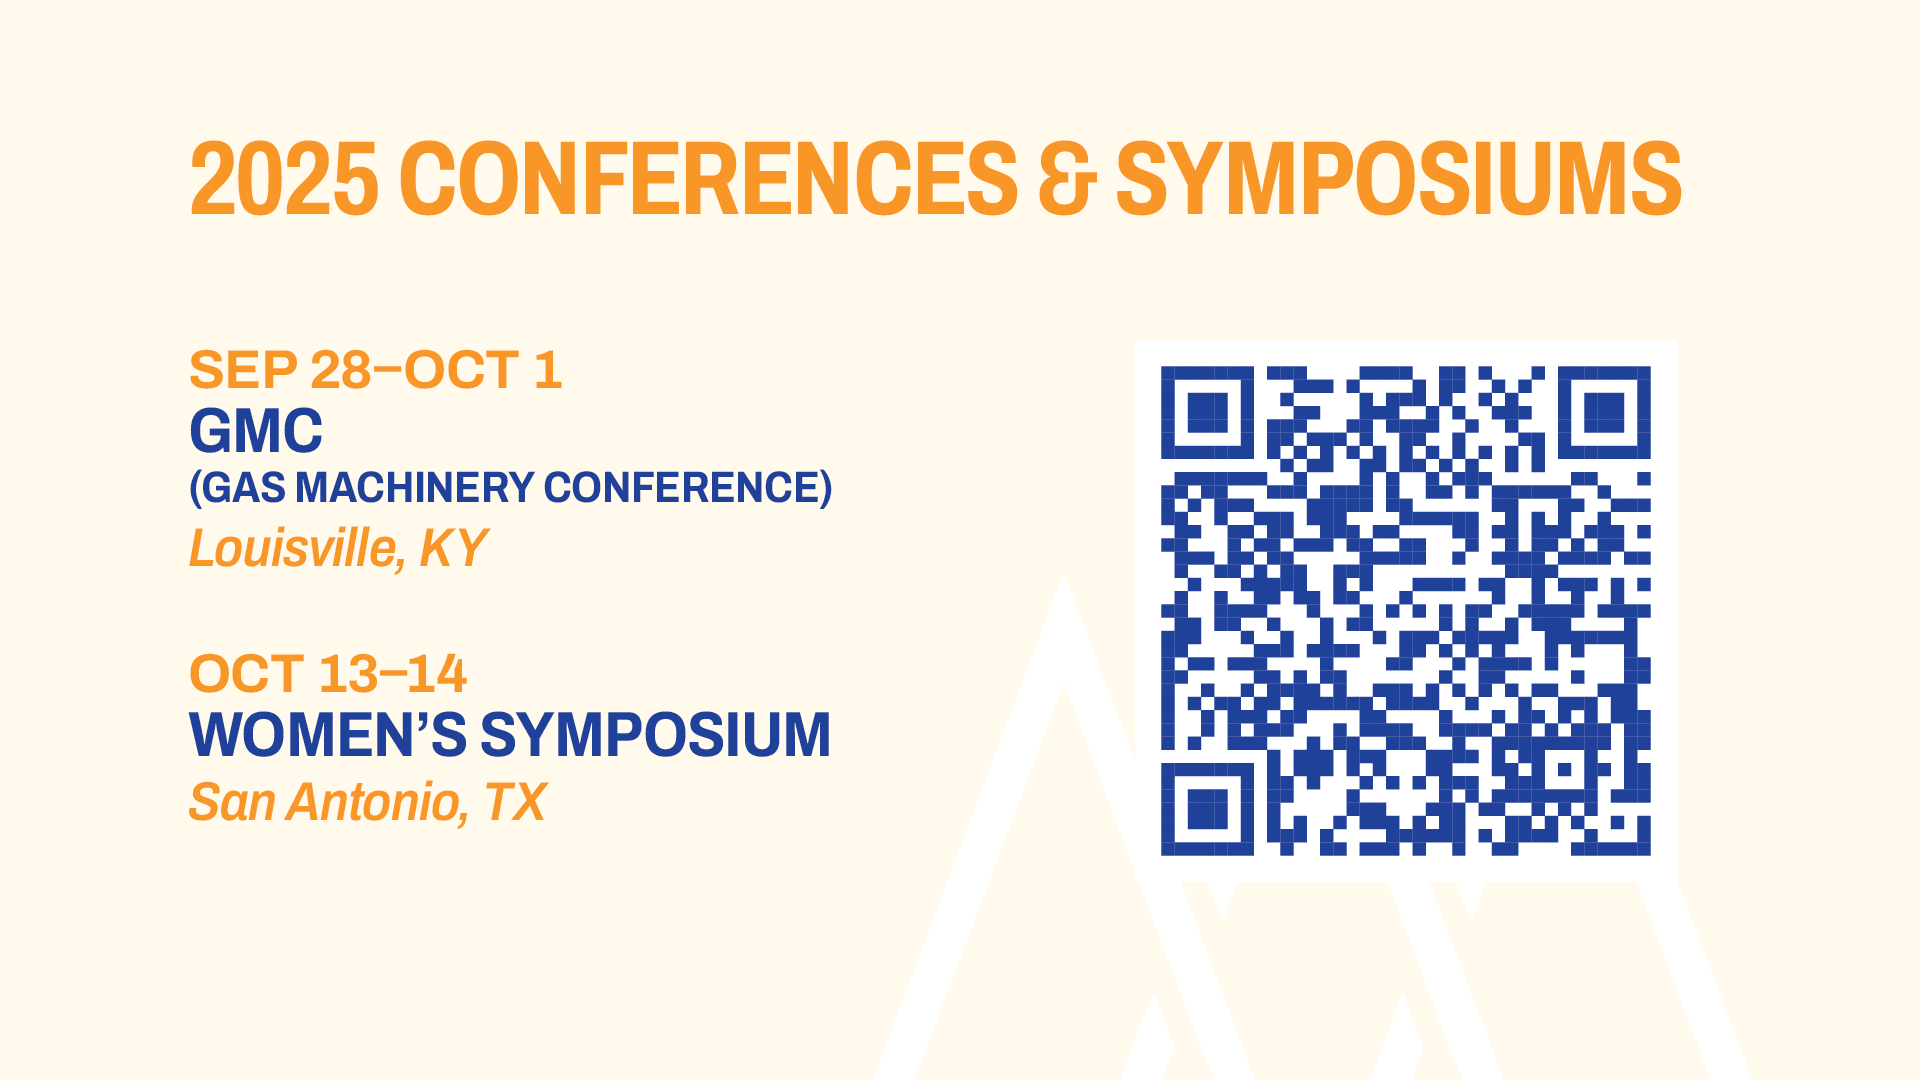 2025 CONFERENCES & SYMPOSIUMS
SEP 28–OCT 1
GMC
(GAS MACHINERY CONFERENCE)
Louisville, KY
OCT 13–14
WOMEN’S SYMPOSIUM
San Antonio, TX